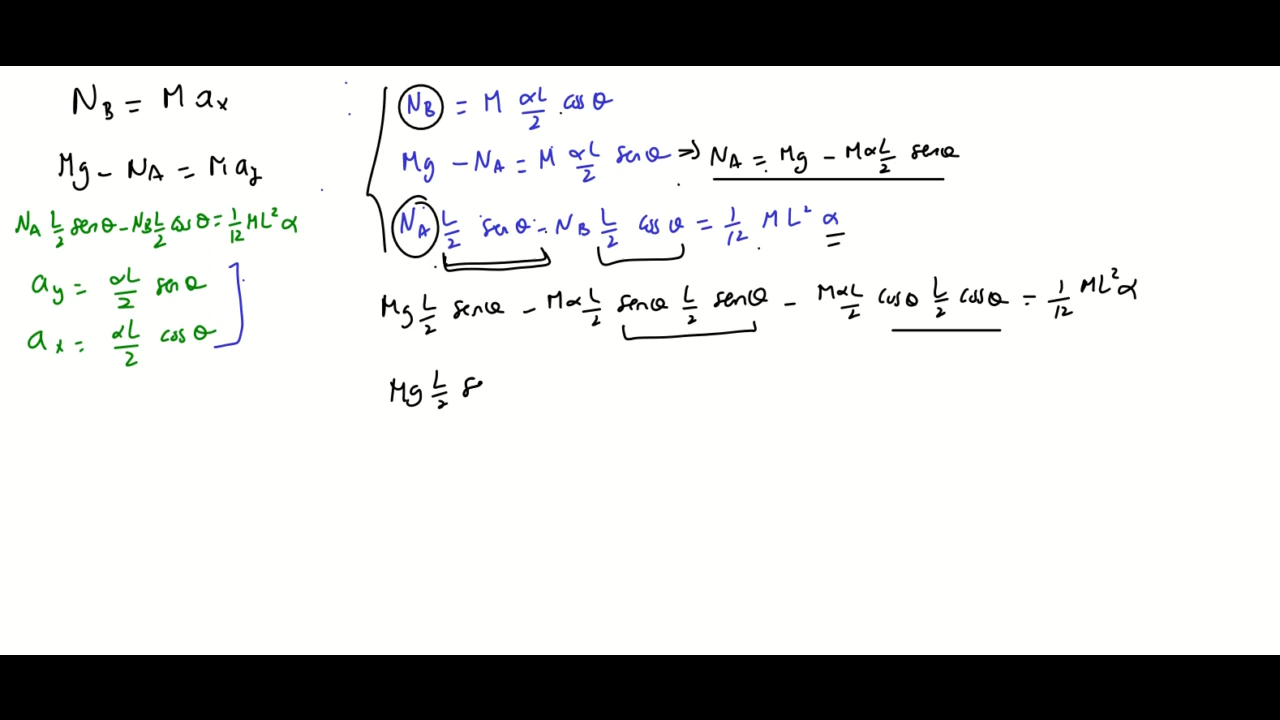 N_B = M a_x
Mg - N_A = M a_y
N_A L/2 senθ - N_B L/2 cosθ = 1/12 ML² α
a_y = αL/2 senθ
a_x = αL/2 cosθ
N_B = M αL/2 cosθ
Mg - N_A = M αL/2 senθ ⇒ N_A = Mg - MαL/2 senθ
N_A L/2 senθ - N_B L/2 cosθ = 1/12 ML² α
Mg L/2 senθ - MαL/2 senθ L/2 senθ - MαL/2 cosθ L/2 cosθ = 1/12 ML²α
Mg L/2 se